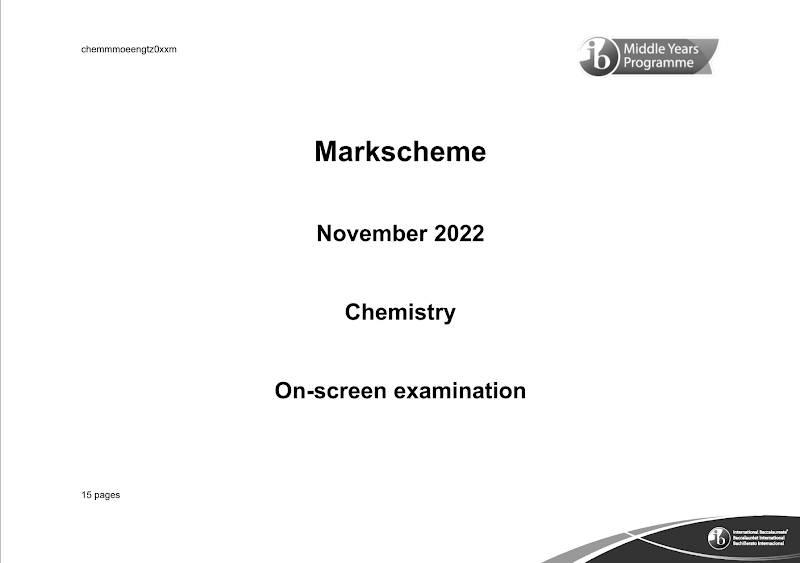 chemmmoeengtz0xxm
ib Middle Years
Programme
Markscheme
November 2022
Chemistry
On-screen examination
15 pages
ib International Baccalaureate®
Baccalauréat International
Bachillerato Internacional